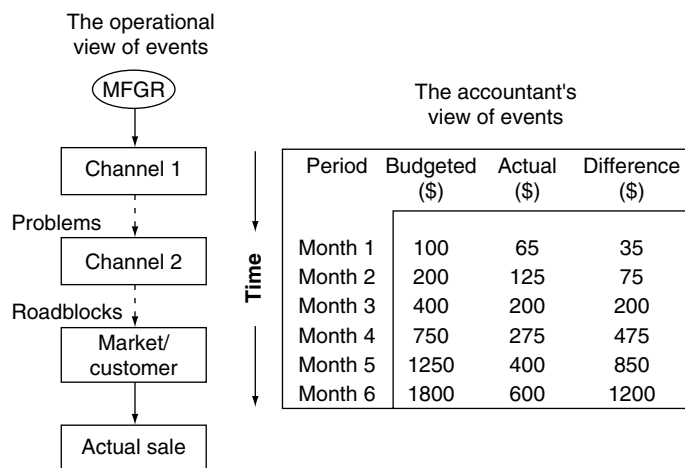 The operational
view of events
MFGR
Channel 1
Problems
Channel 2
Roadblocks
Market/
customer
Actual sale
Time
The accountant's
view of events
Period Budgeted Actual Difference
($) ($) ($)
Month 1 100 65 35
Month 2 200 125 75
Month 3 400 200 200
Month 4 750 275 475
Month 5 1250 400 850
Month 6 1800 600 1200